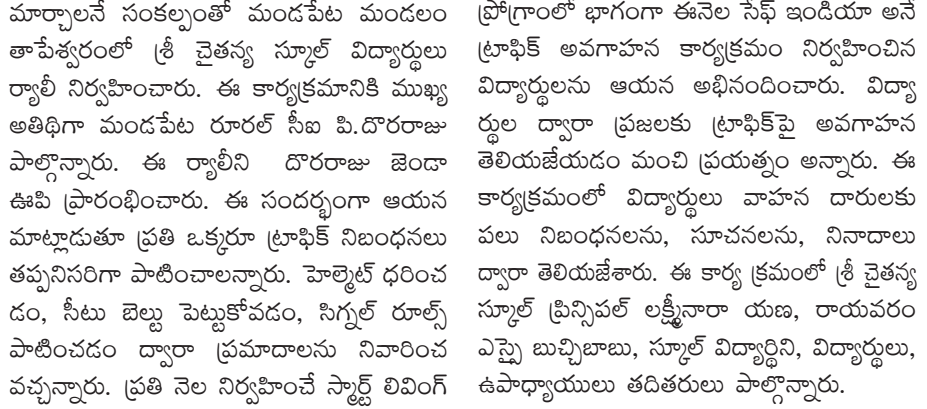 మార్చాలనే సంకల్పంతో మండపేట మండలం
తాపేశ్వరంలో శ్రీ చైతన్య స్కూల్ విద్యార్థులు
ర్యాలీ నిర్వహించారు. ఈ కార్యక్రమానికి ముఖ్య
అతిథిగా మండపేట రూరల్ సీఐ పి.దొరరాజు
పాల్గొన్నారు. ఈ ర్యాలీని దొరరాజు జెండా
ఊపి ప్రారంభించారు. ఈ సందర్భంగా ఆయన
మాట్లాడుతూ ప్రతి ఒక్కరూ ట్రాఫిక్ నిబంధనలు
తప్పనిసరిగా పాటించాలన్నారు. హెల్మెట్ ధరించ
డం, సీటు బెల్టు పెట్టుకోవడం, సిగ్నల్ రూల్స్
పాటించడం ద్వారా ప్రమాదాలను నివారించ
వచ్చన్నారు. ప్రతి నెల నిర్వహించే స్మార్ట్ లివింగ్
ప్రోగ్రాంలో భాగంగా ఈనెల సేఫ్ ఇండియా అనే
ట్రాఫిక్ అవగాహన కార్యక్రమం నిర్వహించిన
విద్యార్థులను ఆయన అభినందించారు. విద్యా
ర్థుల ద్వారా ప్రజలకు ట్రాఫిక్‌పై అవగాహన
తెలియజేయడం మంచి ప్రయత్నం అన్నారు. ఈ
కార్యక్రమంలో విద్యార్థులు వాహన దారులకు
పలు నిబంధనలను, సూచనలను, నినాదాలు
ద్వారా తెలియజేశారు. ఈ కార్య క్రమంలో శ్రీ చైతన్య
స్కూల్ ప్రిన్సిపల్ లక్ష్మీనారా యణ, రాయవరం
ఎస్సై బుచ్చిబాబు, స్కూల్ విద్యార్థిని, విద్యార్థులు,
ఉపాధ్యాయులు తదితరులు పాల్గొన్నారు.